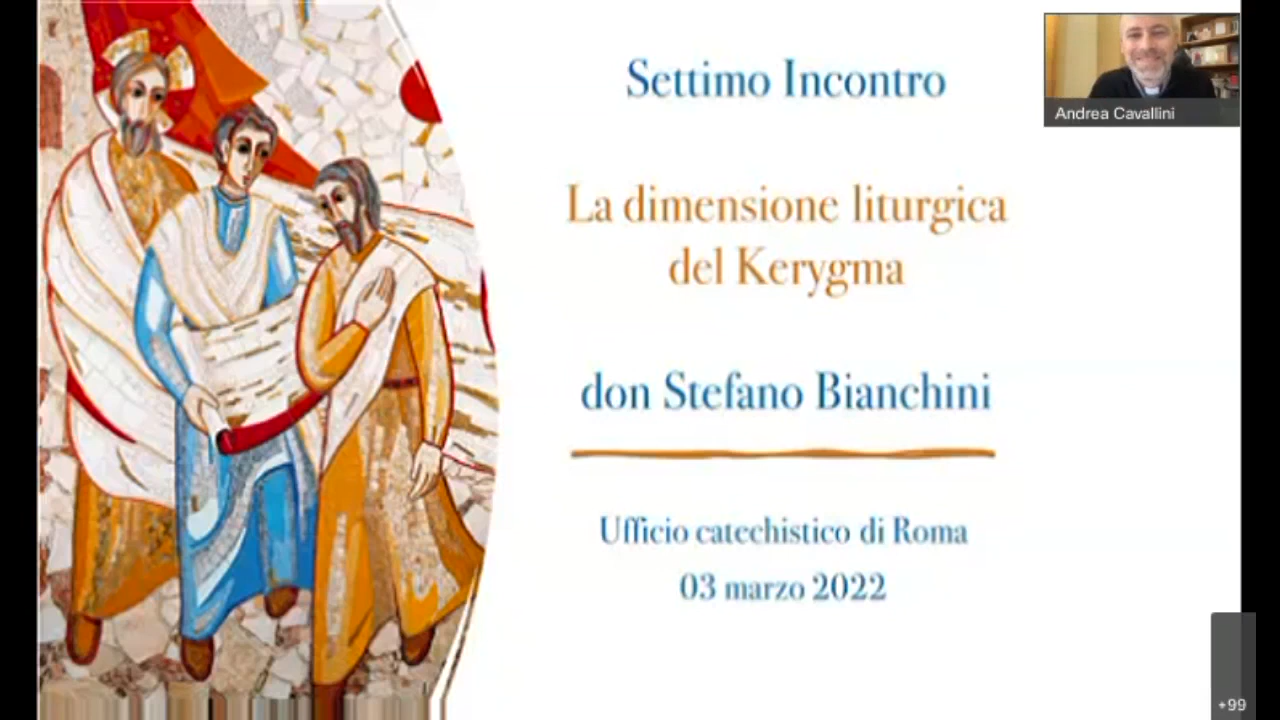 Settimo Incontro
Andrea Cavallini
La dimensione liturgica
del Kerygma
don Stefano Bianchini
Ufficio catechistico di Roma
03 marzo 2022
+99